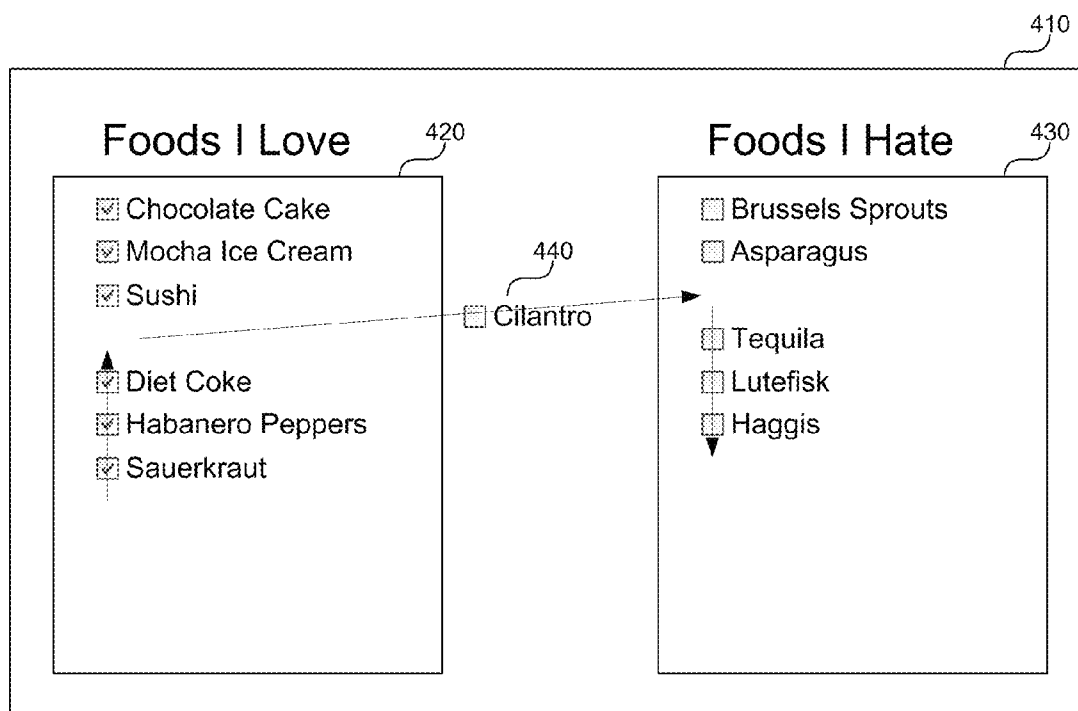 410
Foods I Love
420
Foods I Hate
430
Chocolate Cake
Mocha Ice Cream
Sushi
Diet Coke
Habanero Peppers
Sauerkraut
440
Cilantro
Brussels Sprouts
Asparagus
Tequila
Lutefisk
Haggis